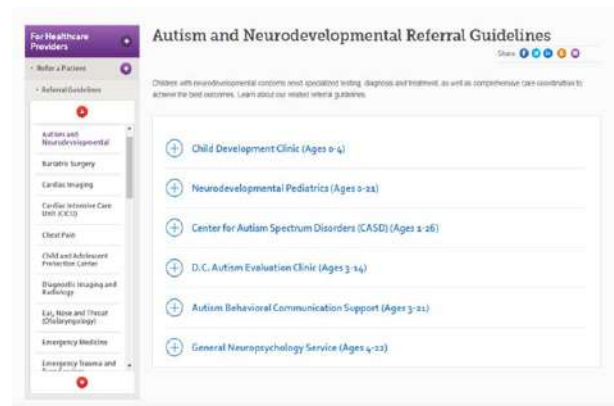 For Healthcare
Providers
Refer a Patient
Referral Guidelines
Autism and
Neurodevelopmental
Bariatric Surgery
Cardiac Imaging
Cardiac Intensive Care
Unit (CICU)
Chest Pain
Child and Adolescent
Protection Center
Diagnostic Imaging and
Radiology
Ear, Nose and Throat
(Otolaryngology)
Emergency Medicine
Emergency Trauma and
Autism and Neurodevelopmental Referral Guidelines
Share
Children with neurodevelopmental concerns need specialized testing, diagnosis and treatment, as well as comprehensive care coordination to
achieve the best outcomes. Learn about our related referral guidelines.
Child Development Clinic (Ages 0-4)
Neurodevelopmental Pediatrics (Ages 0-21)
Center for Autism Spectrum Disorders (CASD) (Ages 1-26)
D.C. Autism Evaluation Clinic (Ages 3-14)
Autism Behavioral Communication Support (Ages 3-21)
General Neuropsychology Service (Ages 4-22)